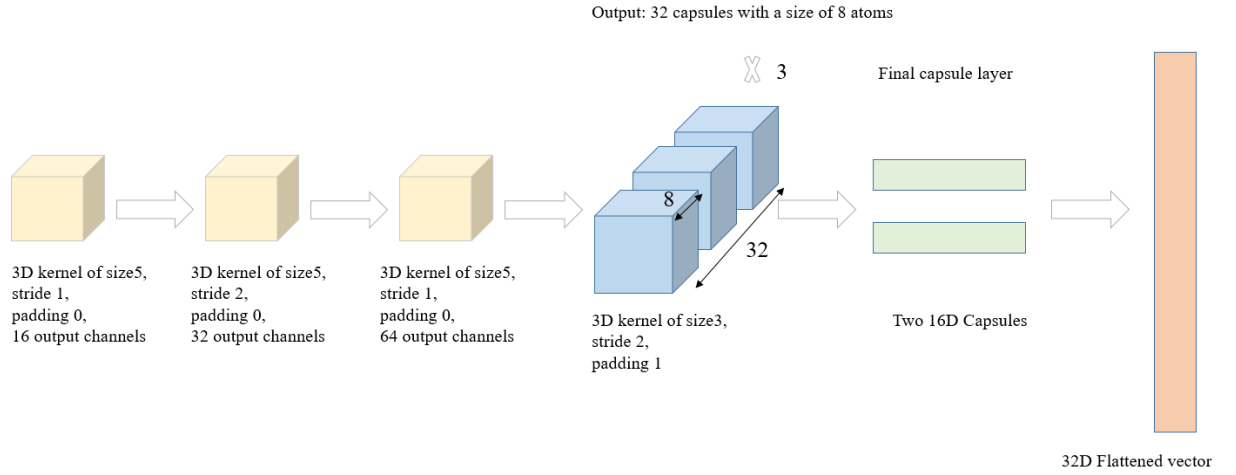 Output: 32 capsules with a size of 8 atoms
3
Final capsule layer
8
32
3D kernel of size5,
stride 1,
padding 0,
16 output channels
3D kernel of size5,
stride 2,
padding 0,
32 output channels
3D kernel of size5,
stride 1,
padding 0,
64 output channels
3D kernel of size3,
stride 2,
padding 1
Two 16D Capsules
32D Flattened vector